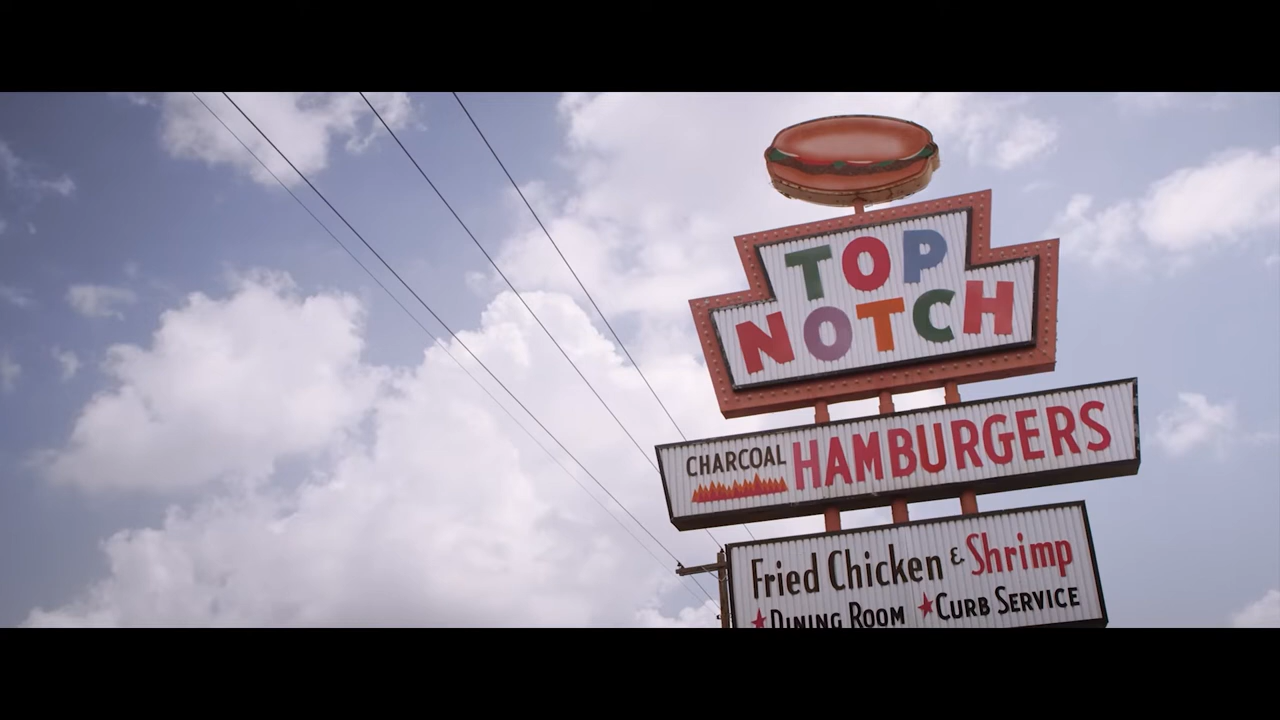 TOP
NOTCH
CHARCOAL HAMBURGERS
Fried Chicken & Shrimp
★DINING ROOM ★CURB SERVICE